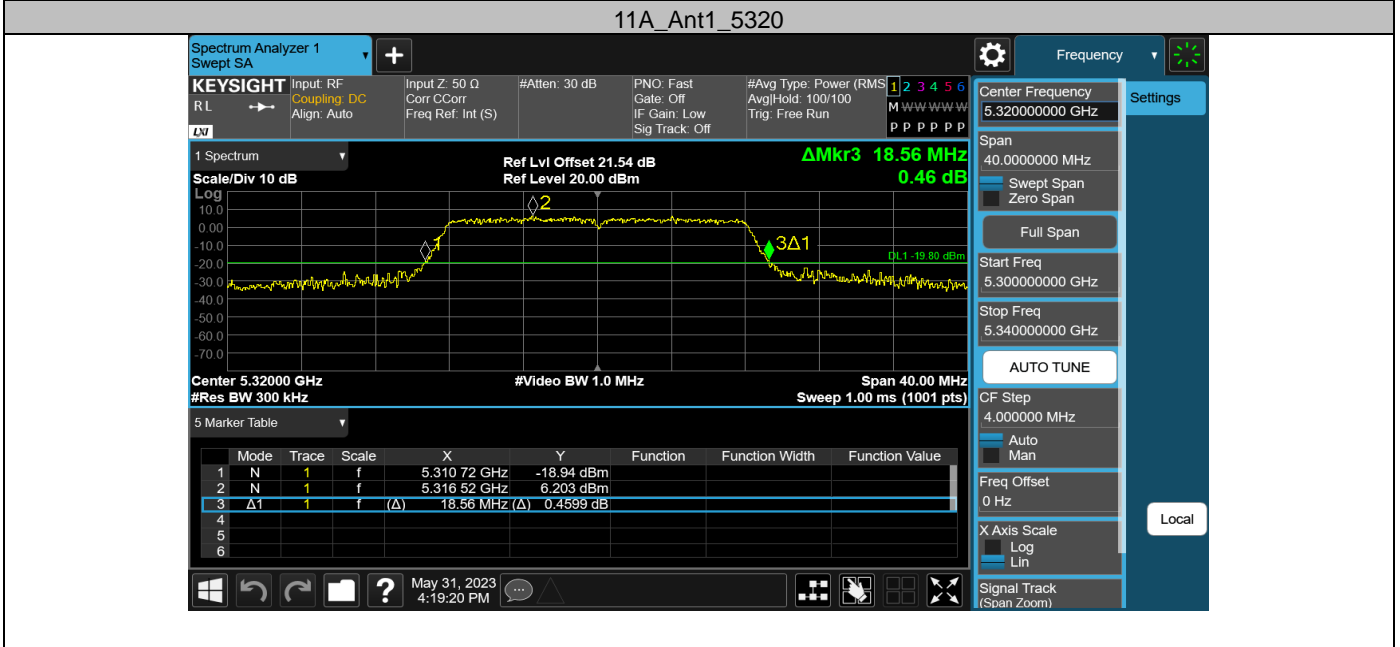 11A_Ant1_5320
Spectrum Analyzer 1
Swept SA
+
Frequency
KEYSIGHT
R L
LXI
Input: RF
Coupling: DC
Align: Auto
Input Z: 50 Ω
Corr CCorr
Freq Ref: Int (S)
#Atten: 30 dB
PNO: Fast
Gate: Off
IF Gain: Low
Sig Track: Off
#Avg Type: Power (RMS
Avg|Hold: 100/100
Trig: Free Run
1 2 3 4 5 6
M W W W W W
P P P P P P
1 Spectrum
Scale/Div 10 dB
Ref Lvl Offset 21.54 dB
Ref Level 20.00 dBm
ΔMkr3 18.56 MHz
0.46 dB
Log
10.0
0.00
-10.0
-20.0
-30.0
-40.0
-50.0
-60.0
-70.0
2
1
3Δ1
DL1 -19.80 dBm
Center 5.32000 GHz
#Video BW 1.0 MHz
Span 40.00 MHz
#Res BW 300 kHz
Sweep 1.00 ms (1001 pts)
5 Marker Table
Mode Trace Scale X Y Function Function Width Function Value
1 N 1 f 5.310 72 GHz -18.94 dBm
2 N 1 f 5.316 52 GHz 6.203 dBm
3 Δ1 1 f (Δ) 18.56 MHz (Δ) 0.4599 dB
4
5
6
?
May 31, 2023
4:19:20 PM
Center Frequency
5.320000000 GHz
Settings
Span
40.0000000 MHz
Swept Span
Zero Span
Full Span
Start Freq
5.300000000 GHz
Stop Freq
5.340000000 GHz
AUTO TUNE
CF Step
4.000000 MHz
Auto
Man
Freq Offset
0 Hz
X Axis Scale
Log
Lin
Local
Signal Track
(Span Zoom)